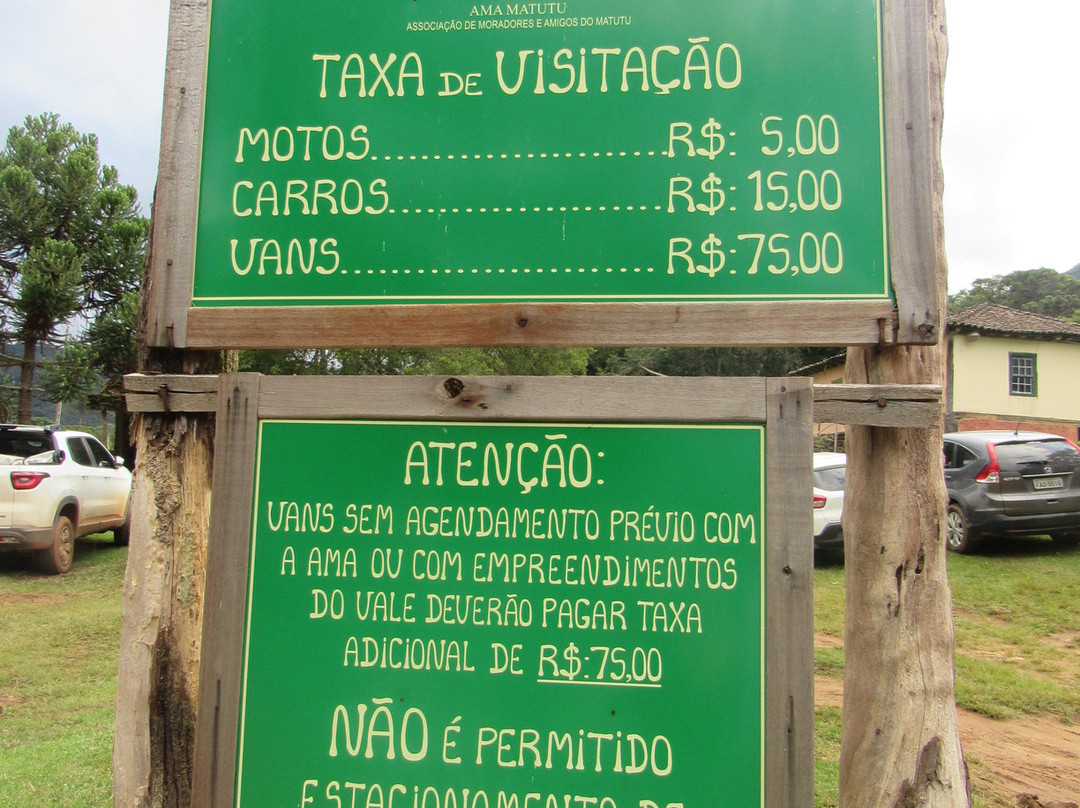 AMA MATUTU
ASSOCIAÇÃO DE MORADORES E AMIGOS DO MATUTU
TAXA DE VISITAÇÃO
MOTOS......................................R$: 5,00
CARROS...................................R$: 15,00
VANS.......................................R$:75,00
ATENÇÃO:
VANS SEM AGENDAMENTO PRÉVIO COM
A AMA OU COM EMPREENDIMENTOS
DO VALE DEVERÃO PAGAR TAXA
ADICIONAL DE R$:75,00
NÃO É PERMITIDO
ESTACIONAMENTO DE